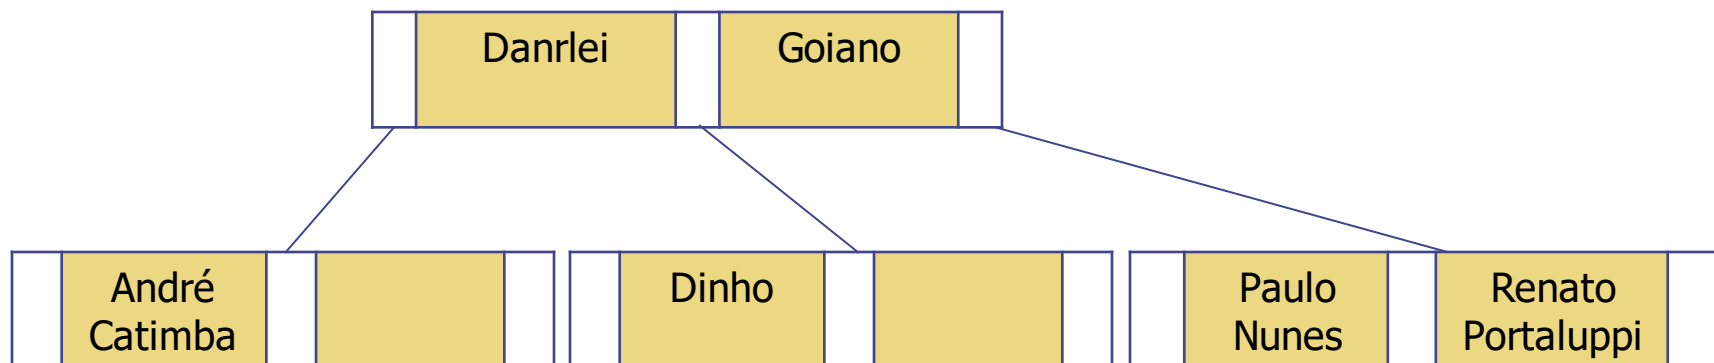 Danrlei
Goiano
André
Catimba
Dinho
Paulo
Nunes
Renato
Portaluppi